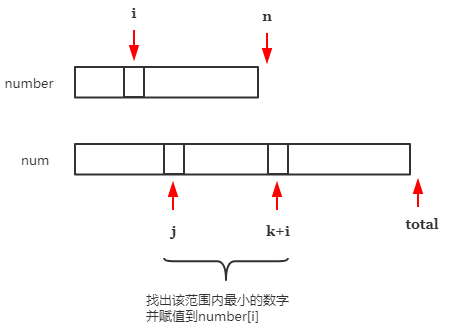 i
n
number
num
j
k+i
total
找出该范围内最小的数字
并赋值到number[i]